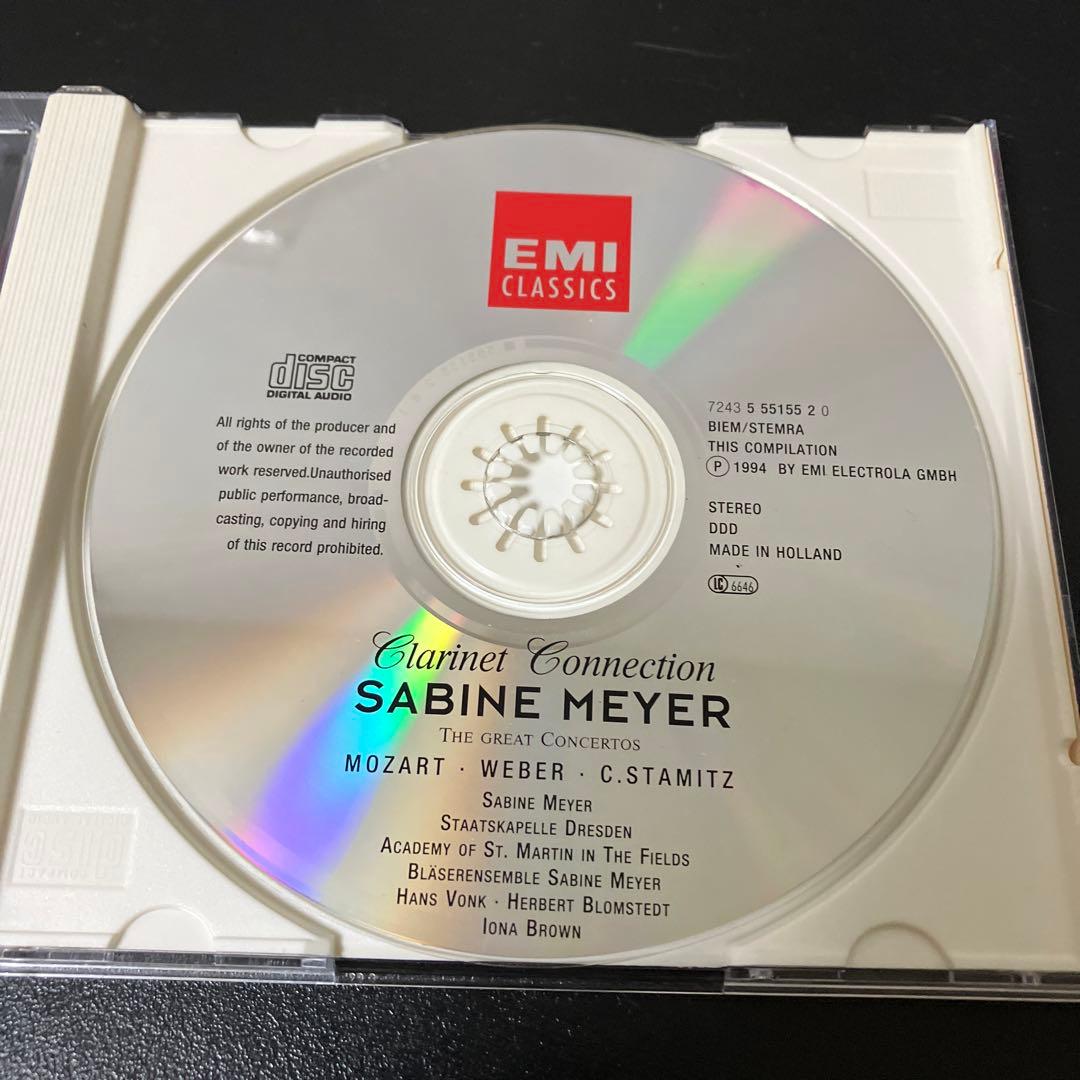 EMI
CLASSICS
COMPACT
disc
DIGITAL AUDIO
All rights of the producer and
of the owner of the recorded
work reserved.Unauthorised
public performance, broad-
casting, copying and hiring
of this record prohibited.
7243 5 55155 2 0
BIEM/STEMRA
THIS COMPILATION
Ⓟ 1994 BY EMI ELECTROLA GMBH
STEREO
DDD
MADE IN HOLLAND
LC 6646
Clarinet Connection
SABINE MEYER
THE GREAT CONCERTOS
MOZART · WEBER · C.STAMITZ
SABINE MEYER
STAATSKAPELLE DRESDEN
ACADEMY OF ST. MARTIN IN THE FIELDS
BLÄSERENSEMBLE SABINE MEYER
HANS VONK · HERBERT BLOMSTEDT
IONA BROWN